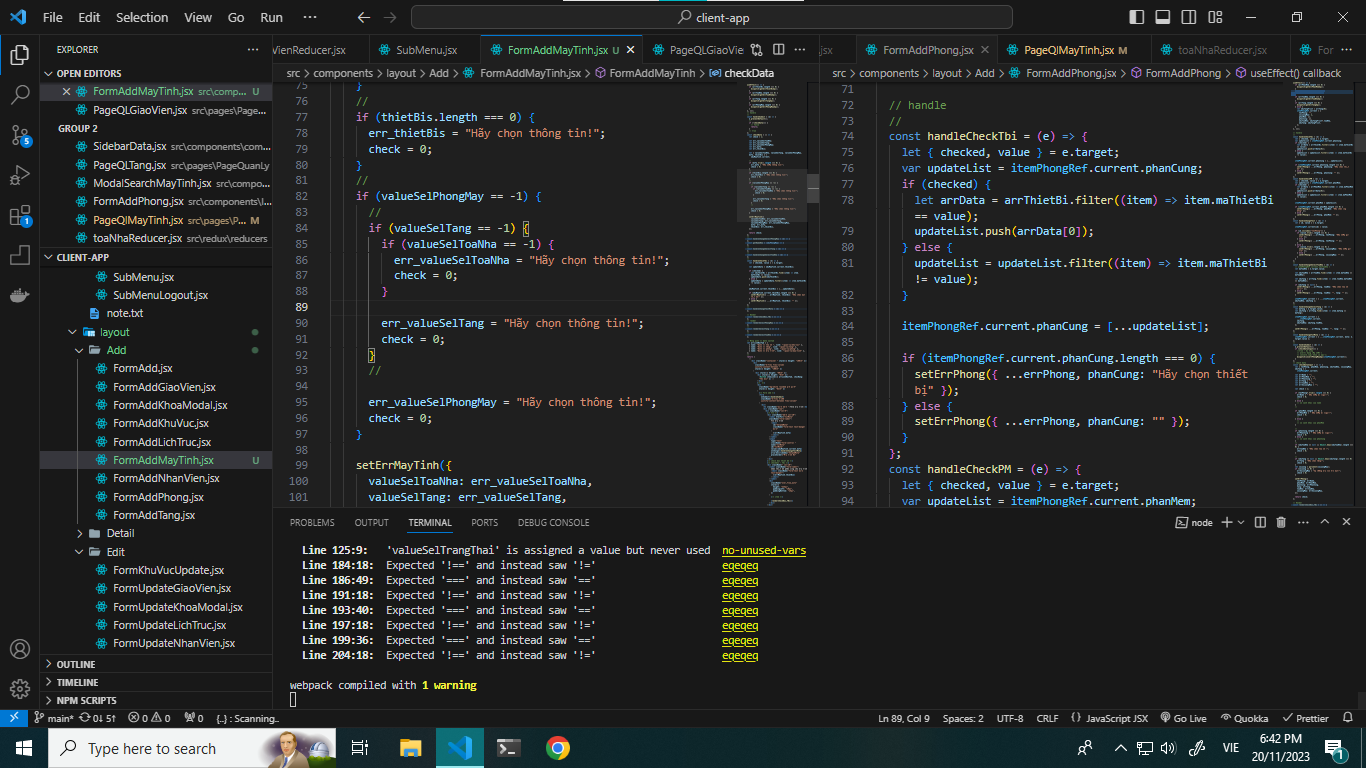 File Edit Selection View Go Run ··· client-app
EXPLORER ···
OPEN EDITORS
FormAddMayTinh.jsx src\comp... U
PageQLGiaoVien.jsx src\pages\Page...
GROUP 2
SidebarData.jsx src\components\com...
PageQLTang.jsx src\pages\PageQuanLy
ModalSearchMayTinh.jsx src\compo...
FormAddPhong.jsx src\components\l...
PageQlMayTinh.jsx src\pages\P... M
toaNhaReducer.jsx src\redux\reducers
CLIENT-APP
SubMenu.jsx
SubMenuLogout.jsx
note.txt
layout
Add
FormAdd.jsx
FormAddGiaoVien.jsx
FormAddKhoaModal.jsx
FormAddKhuVuc.jsx
FormAddLichTruc.jsx
FormAddMayTinh.jsx U
FormAddNhanVien.jsx
FormAddPhong.jsx
FormAddTang.jsx
Detail
Edit
FormKhuVucUpdate.jsx
FormUpdateGiaoVien.jsx
FormUpdateKhoaModal.jsx
FormUpdateLichTruc.jsx
FormUpdateNhanVien.jsx
OUTLINE
TIMELINE
NPM SCRIPTS
VienReducer.jsx SubMenu.jsx FormAddMayTinh.jsx U PageQLGiaoVie ···
src > components > layout > Add > FormAddMayTinh.jsx > FormAddMayTinh > checkData
75 }
76 //
77 if (thietBis.length === 0) {
78 err_thietBis = "Hãy chọn thông tin!";
79 check = 0;
80 }
81 //
82 if (valueSelPhongMay == -1) {
83 //
84 if (valueSelTang == -1) {
85 if (valueSelToaNha == -1) {
86 err_valueSelToaNha = "Hãy chọn thông tin!";
87 check = 0;
88 }
89
90 err_valueSelTang = "Hãy chọn thông tin!";
91 check = 0;
92 }
93 //
94
95 err_valueSelPhongMay = "Hãy chọn thông tin!";
96 check = 0;
97 }
98
99 setErrMayTinh({
100 valueSelToaNha: err_valueSelToaNha,
101 valueSelTang: err_valueSelTang,
.jsx FormAddPhong.jsx PageQlMayTinh.jsx M toaNhaReducer.jsx For ···
src > components > layout > Add > FormAddPhong.jsx > FormAddPhong > useEffect() callback
71
72 // handle
73 //
74 const handleCheckTbi = (e) => {
75 let { checked, value } = e.target;
76 var updateList = itemPhongRef.current.phanCung;
77 if (checked) {
78 let arrData = arrThietBi.filter((item) => item.maThietBi
== value);
79 updateList.push(arrData[0]);
80 } else {
81 updateList = updateList.filter((item) => item.maThietBi
!= value);
82 }
83
84 itemPhongRef.current.phanCung = [...updateList];
85
86 if (itemPhongRef.current.phanCung.length === 0) {
87 setErrPhong({ ...errPhong, phanCung: "Hãy chọn thiết
bị" });
88 } else {
89 setErrPhong({ ...errPhong, phanCung: "" });
90 }
91 };
92 const handleCheckPM = (e) => {
93 let { checked, value } = e.target;
94 var updateList = itemPhongRef.current.phanMem;
PROBLEMS OUTPUT TERMINAL PORTS DEBUG CONSOLE node
Line 125:9: 'valueSelTrangThai' is assigned a value but never used no-unused-vars
Line 184:18: Expected '!==' and instead saw '!=' eqeqeq
Line 186:49: Expected '===' and instead saw '==' eqeqeq
Line 191:18: Expected '!==' and instead saw '!=' eqeqeq
Line 193:40: Expected '===' and instead saw '==' eqeqeq
Line 197:18: Expected '!==' and instead saw '!=' eqeqeq
Line 199:36: Expected '===' and instead saw '==' eqeqeq
Line 204:18: Expected '!==' and instead saw '!=' eqeqeq
webpack compiled with 1 warning
main* 0↓ 5↑ 0 0 0 {..} : Scanning.. Ln 89, Col 9 Spaces: 2 UTF-8 CRLF JavaScript JSX Go Live Quokka Prettier
Type here to search VIE 6:42 PM
20/11/2023 1